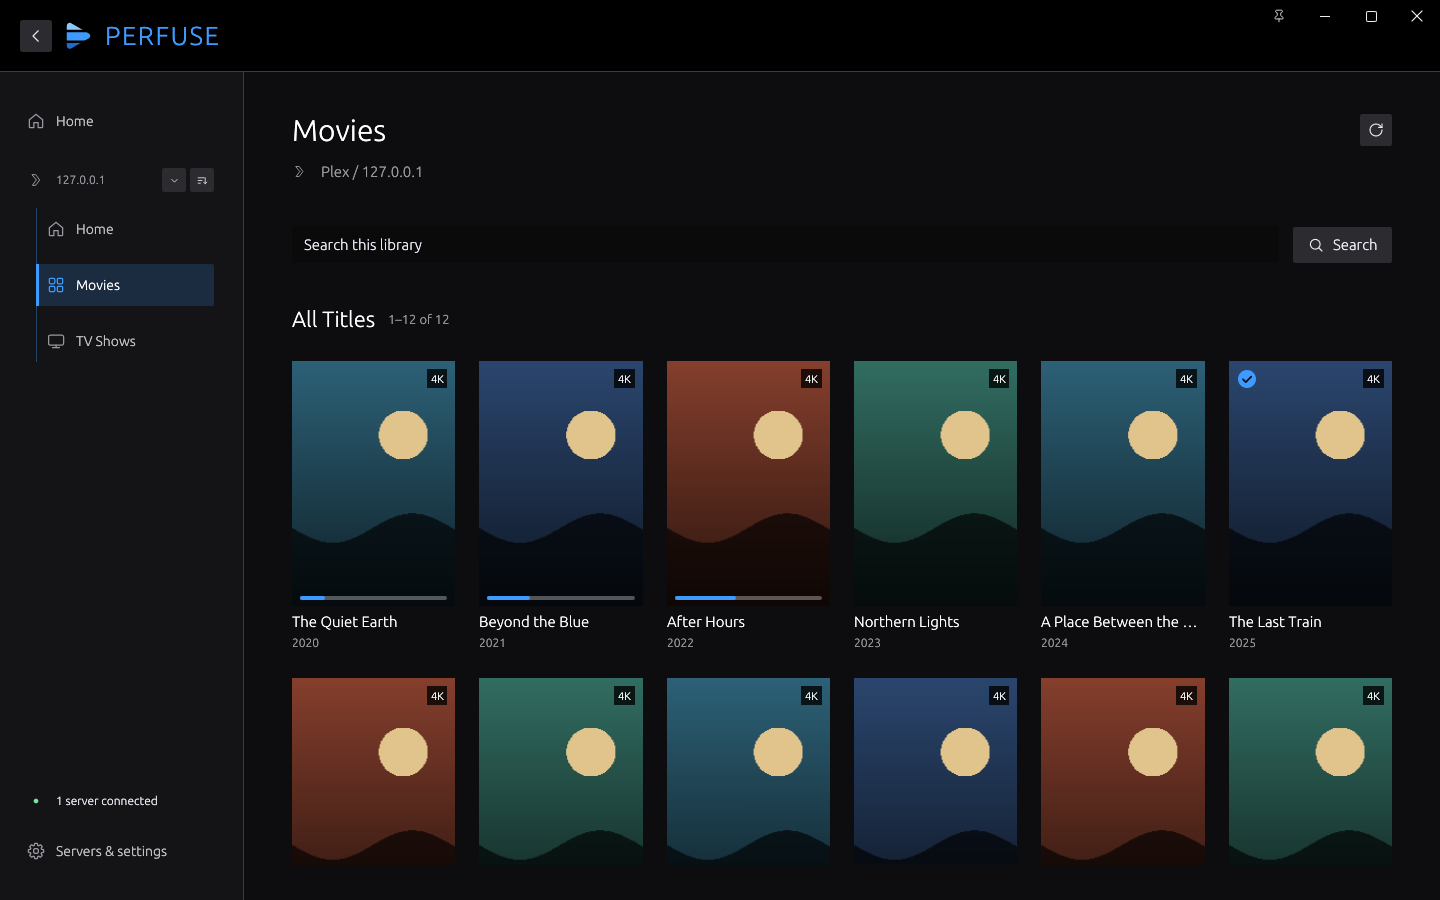 PERFUSE
Home
127.0.0.1
Home
Movies
TV Shows
1 server connected
Servers & settings
Movies
Plex / 127.0.0.1
Search this library
Search
All Titles 1–12 of 12
4K 4K 4K 4K 4K 4K
The Quiet Earth
2020
Beyond the Blue
2021
After Hours
2022
Northern Lights
2023
A Place Between the ...
2024
The Last Train
2025
4K 4K 4K 4K 4K 4K